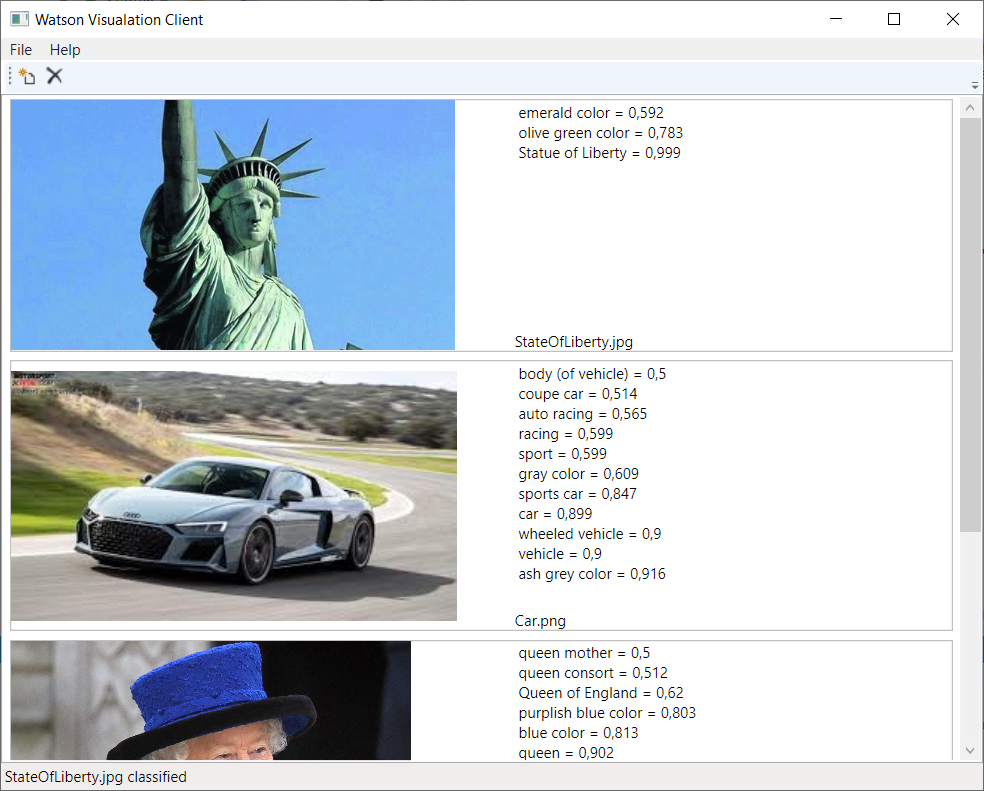 Watson Visualation Client
File Help
emerald color = 0,592
olive green color = 0,783
Statue of Liberty = 0,999
StateOfLiberty.jpg
body (of vehicle) = 0,5
coupe car = 0,514
auto racing = 0,565
racing = 0,599
sport = 0,599
gray color = 0,609
sports car = 0,847
car = 0,899
wheeled vehicle = 0,9
vehicle = 0,9
ash grey color = 0,916
Car.png
queen mother = 0,5
queen consort = 0,512
Queen of England = 0,62
purplish blue color = 0,803
blue color = 0,813
queen = 0,902
StateOfLiberty.jpg classified